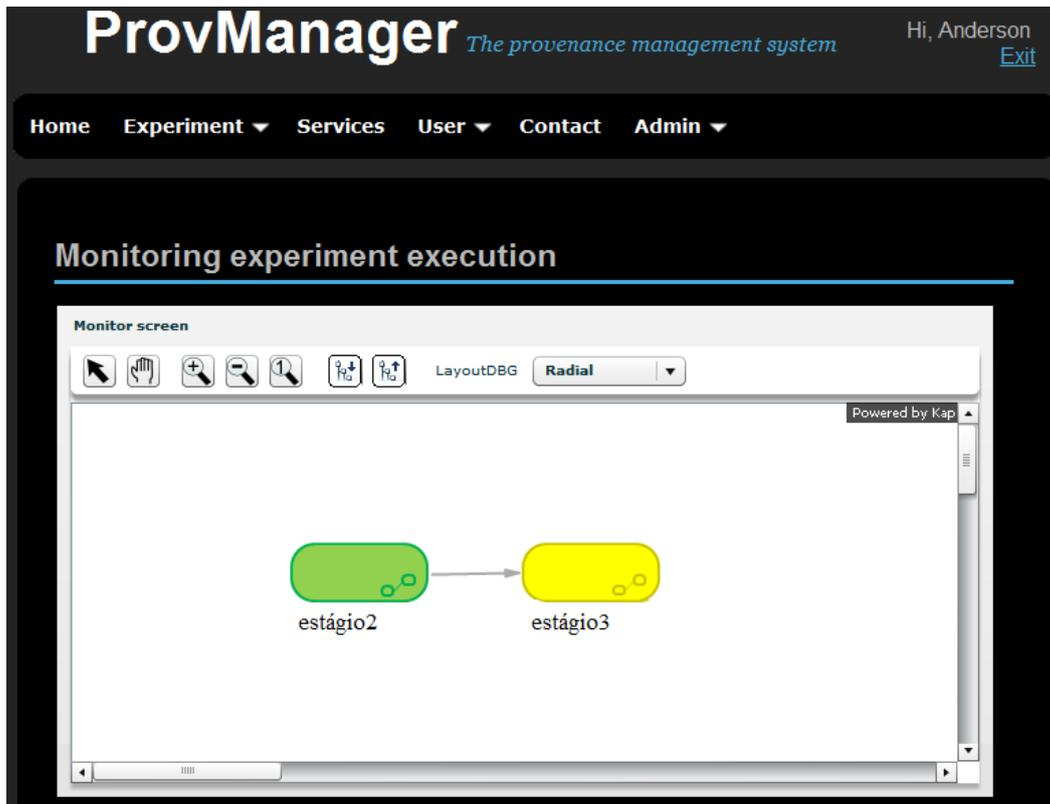 ProvManager The provenance management system
Hi, Anderson
Exit
Home Experiment Services User Contact Admin
Monitoring experiment execution
Monitor screen
LayoutDBG Radial
Powered by Kap
estágio2 estágio3